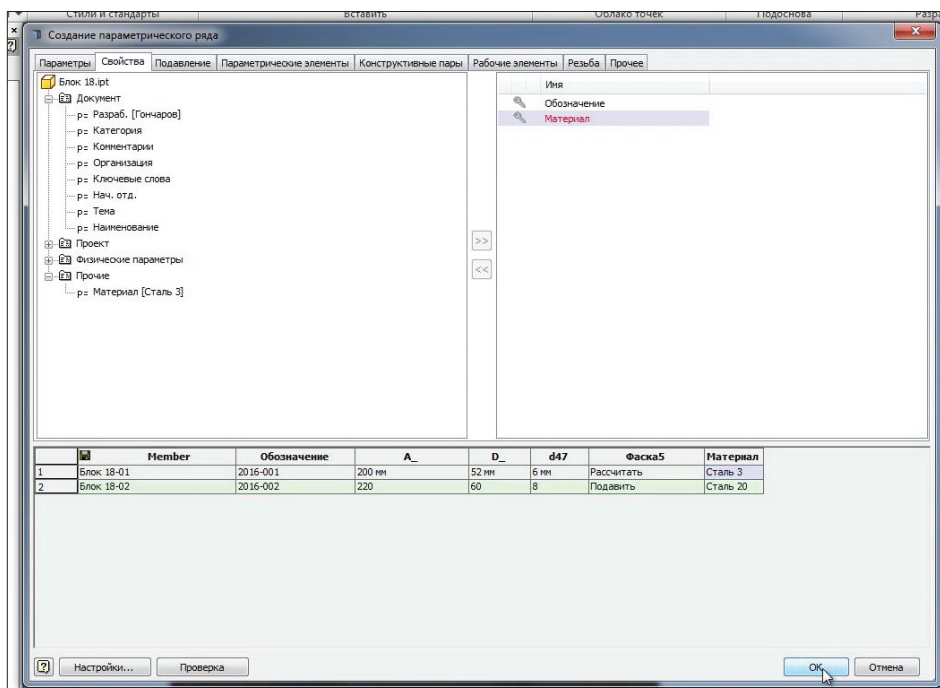 Стили и стандарты Вставить Облако точек Подоснова Разра
Создание параметрического ряда
Параметры Свойства Подавление Параметрические элементы Конструктивные пары Рабочие элементы Резьба Прочее
Блок 18.ipt
Документ
p= Разраб. [Гончаров]
p= Категория
p= Комментарии
p= Организация
p= Ключевые слова
p= Нач. отд.
p= Тема
p= Наименование
Проект
Физические параметры
Прочие
p= Материал [Сталь 3]
>>
<<
Имя
Обозначение
Материал
Member Обозначение A_ D_ d47 Фаска5 Материал
1 Блок 18-01 2016-001 200 мм 52 мм 6 мм Рассчитать Сталь 3
2 Блок 18-02 2016-002 220 60 8 Подавить Сталь 20
? Настройки... Проверка OK Отмена